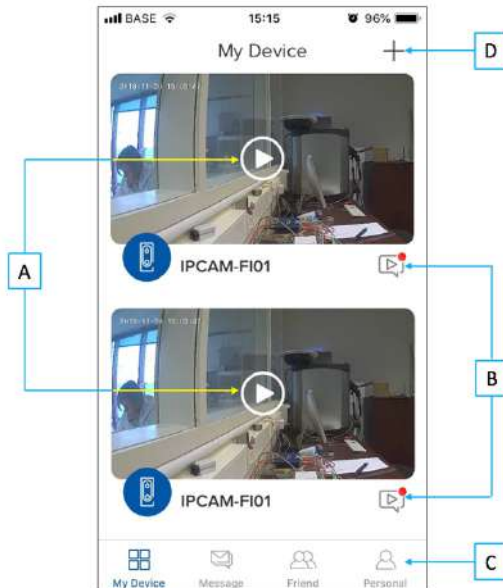 BASE 15:15 96%
My Device
D
IPCAM-FI01
A
B
IPCAM-FI01
My Device Message Friend Personal
C